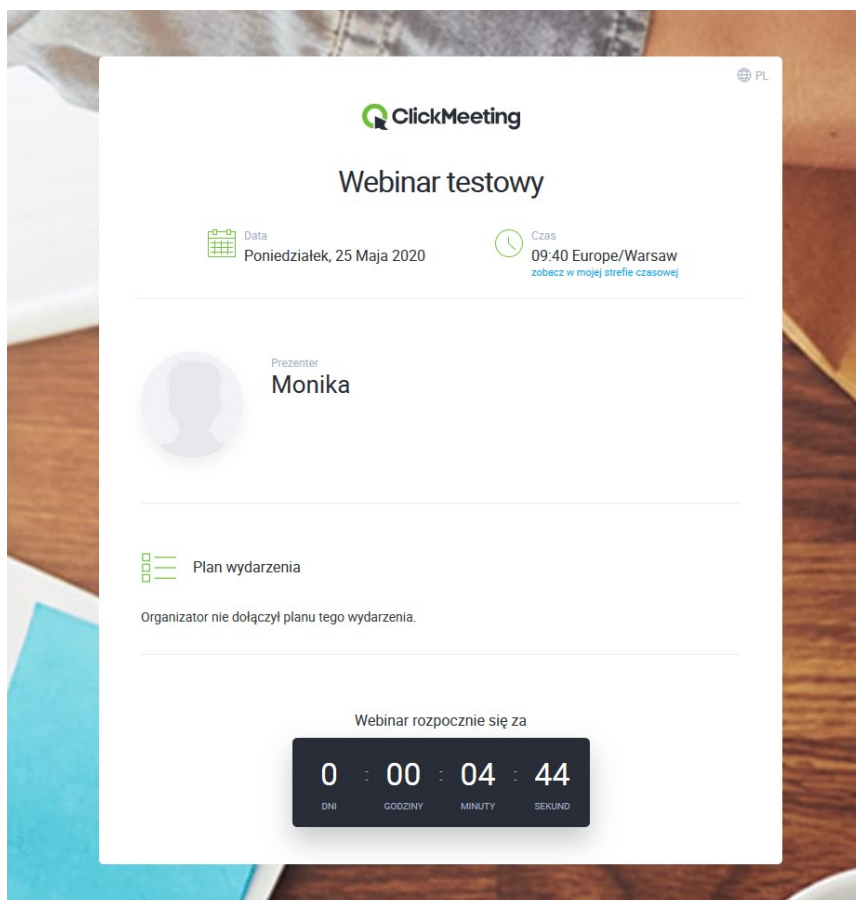 PL
ClickMeeting
Webinar testowy
Data
Poniedziałek, 25 Maja 2020
Czas
09:40 Europe/Warsaw
zobacz w mojej strefie czasowej
Prezenter
Monika
Plan wydarzenia
Organizator nie dołączył planu tego wydarzenia.
Webinar rozpocznie się za
0 : 00 : 04 : 44
DNI GODZINY MINUTY SEKUND